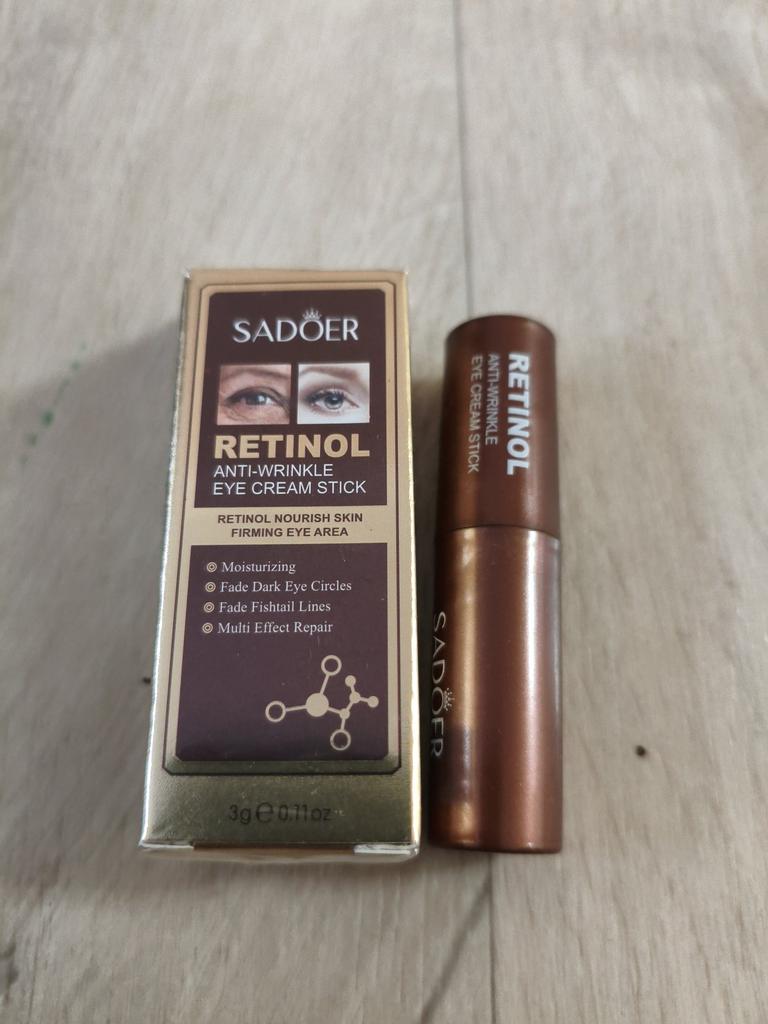 SADOER
RETINOL
ANTI-WRINKLE
EYE CREAM STICK
RETINOL NOURISH SKIN
FIRMING EYE AREA
Moisturizing
Fade Dark Eye Circles
Fade Fishtail Lines
Multi Effect Repair
3g ℮ 0.11oz
RETINOL
ANTI-WRINKLE
EYE CREAM STICK
SADOER